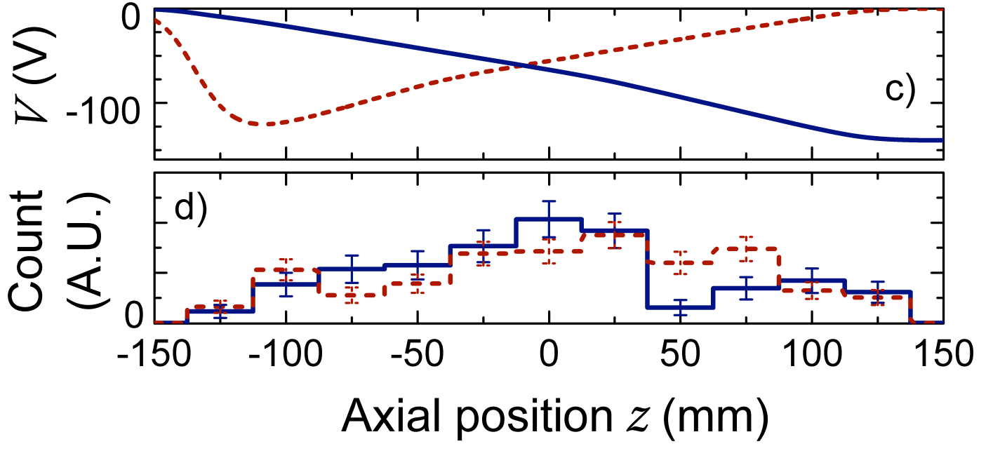 0
V (V)
-100
c)
d)
Count
(A.U.)
0
-150 -100 -50 0 50 100 150
Axial position z (mm)